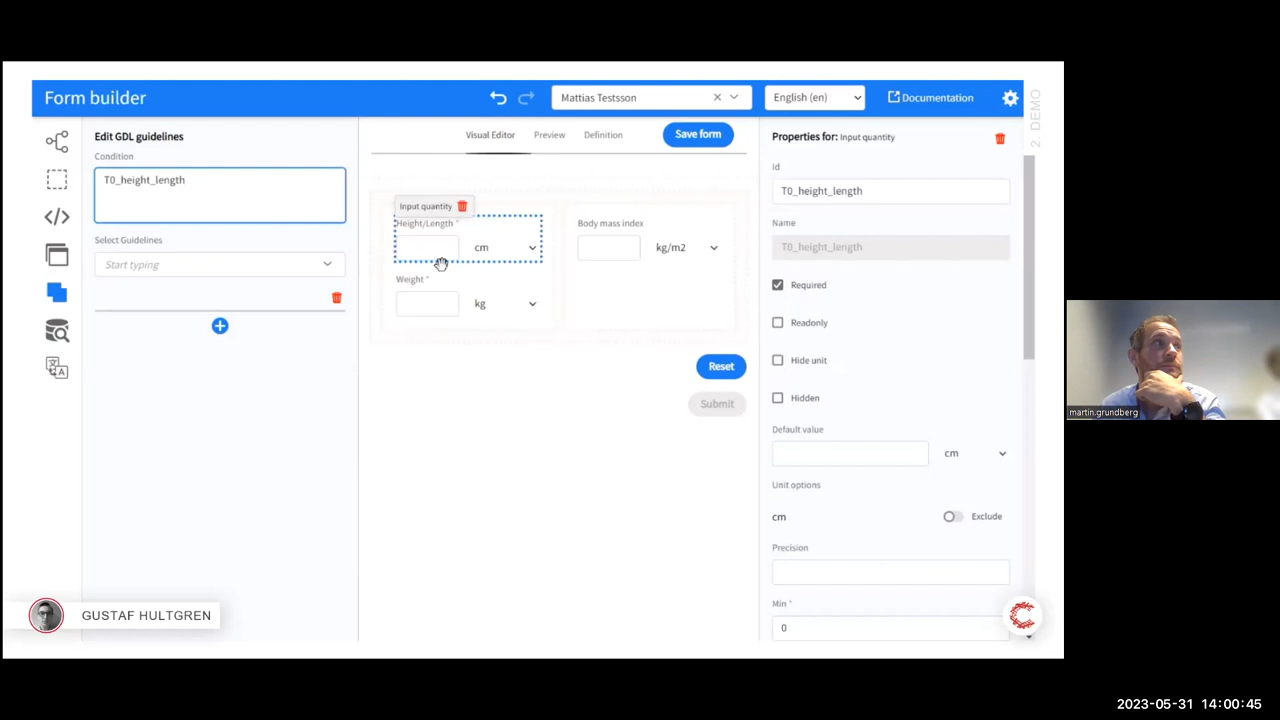 Form builder
Mattias Testsson
English (en)
Documentation
2. DEMO
Edit GDL guidelines
Condition
T0_height_length
Select Guidelines
Start typing
Visual Editor
Preview
Definition
Save form
Input quantity
Height/Length *
cm
Weight *
kg
Body mass index
kg/m2
Reset
Submit
Properties for: Input quantity
Id
T0_height_length
Name
T0_height_length
Required
Readonly
Hide unit
Hidden
Default value
cm
Unit options
cm
Exclude
Precision
Min *
0
GUSTAF HULTGREN
martin.grundberg
2023-05-31 14:00:45